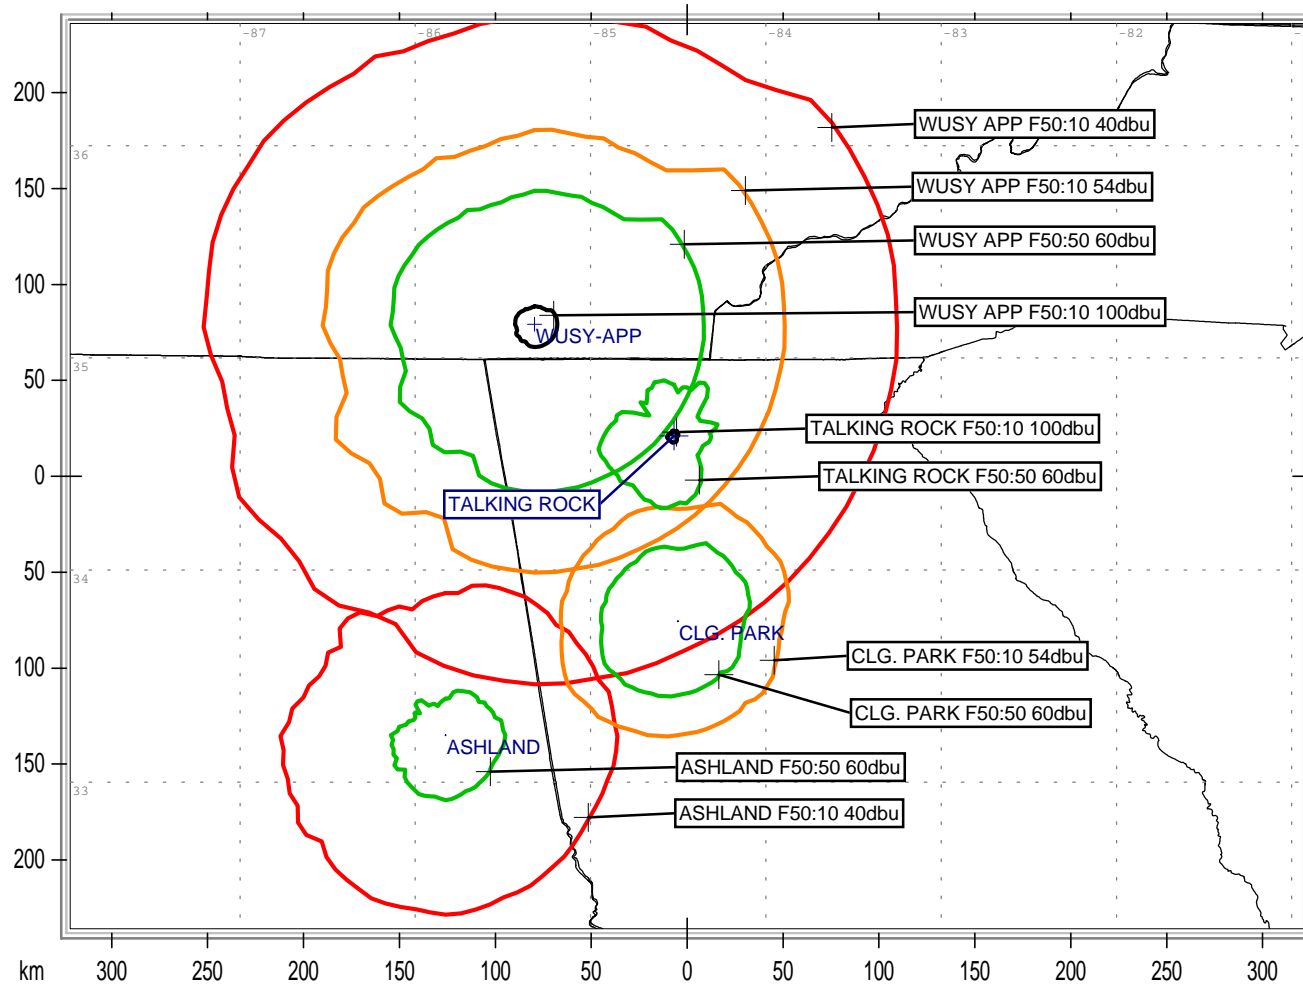 -87
-86
-85
-84
-83
-82
200
WUSY APP F50:10 40dbu
36
150
WUSY APP F50:10 54dbu
WUSY APP F50:50 60dbu
100
WUSY APP F50:10 100dbu
WUSY-APP
35
50
TALKING ROCK F50:10 100dbu
0
TALKING ROCK F50:50 60dbu
TALKING ROCK
50
34
CLG. PARK
100
CLG. PARK F50:10 54dbu
CLG. PARK F50:50 60dbu
ASHLAND
150
ASHLAND F50:50 60dbu
33
ASHLAND F50:10 40dbu
200
km 300 250 200 150 100 50 0 50 100 150 200 250 300